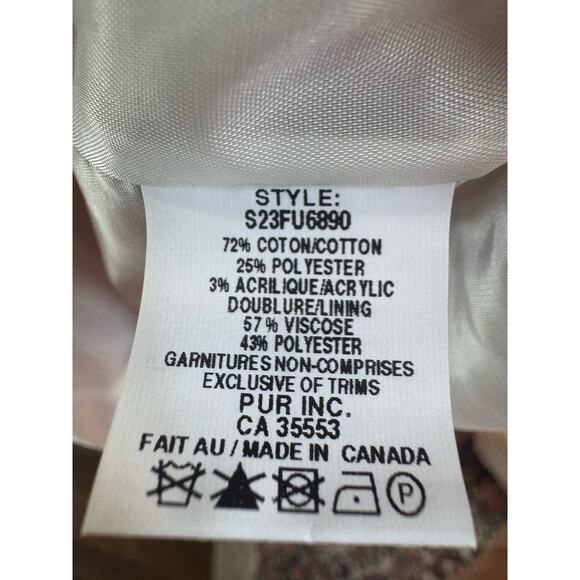 STYLE:
S23FU6890
72% COTON/COTTON
25% POLYESTER
3% ACRILIQUE/ACRYLIC
DOUBLURE/LINING
57% VISCOSE
43% POLYESTER
GARNITURES NON-COMPRISES
EXCLUSIVE OF TRIMS
PUR INC.
CA 35553
FAIT AU / MADE IN CANADA
P